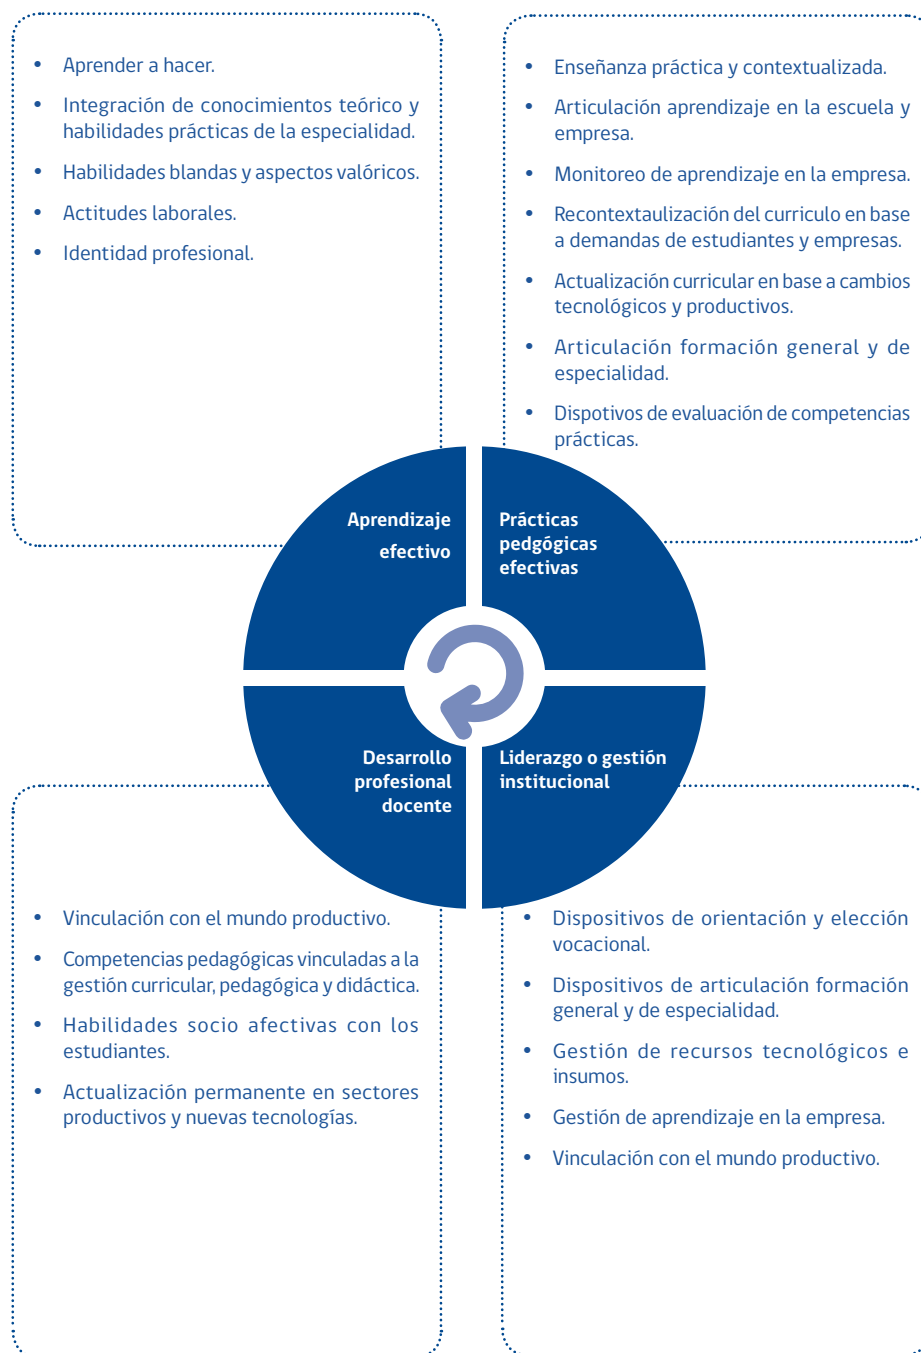 • Aprender a hacer.
• Integración de conocimientos teórico y
habilidades prácticas de la especialidad.
• Habilidades blandas y aspectos valóricos.
• Actitudes laborales.
• Identidad profesional.
• Enseñanza práctica y contextualizada.
• Articulación aprendizaje en la escuela y
empresa.
• Monitoreo de aprendizaje en la empresa.
• Recontextaulización del curriculo en base
a demandas de estudiantes y empresas.
• Actualización curricular en base a cambios
tecnológicos y productivos.
• Articulación formación general y de
especialidad.
• Dispotivos de evaluación de competencias
prácticas.
Aprendizaje
efectivo
Prácticas
pedgógicas
efectivas
Desarrollo
profesional
docente
Liderazgo o gestión
institucional
• Vinculación con el mundo productivo.
• Competencias pedagógicas vinculadas a la
gestión curricular, pedagógica y didáctica.
• Habilidades socio afectivas con los
estudiantes.
• Actualización permanente en sectores
productivos y nuevas tecnologías.
• Dispositivos de orientación y elección
vocacional.
• Dispositivos de articulación formación
general y de especialidad.
• Gestión de recursos tecnológicos e
insumos.
• Gestión de aprendizaje en la empresa.
• Vinculación con el mundo productivo.